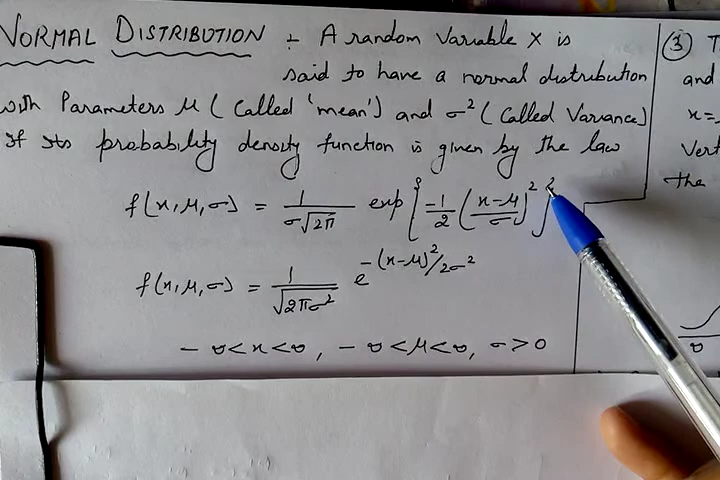 NORMAL DISTRIBUTION :- A random variable X is
said to have a normal distribution
with Parameters μ (called 'mean') and σ² (called Variance)
If its probability density function is given by the law
f(x, μ, σ) = 1/(σ√2π) exp{-1/2 ((x-μ)/σ)²}
f(x, μ, σ) = 1/√(2πσ²) e^-(x-μ)²/2σ²
- ∞ < x < ∞, - ∞ < μ < ∞, σ > 0
(3) T
and
x =
Vert
the
0